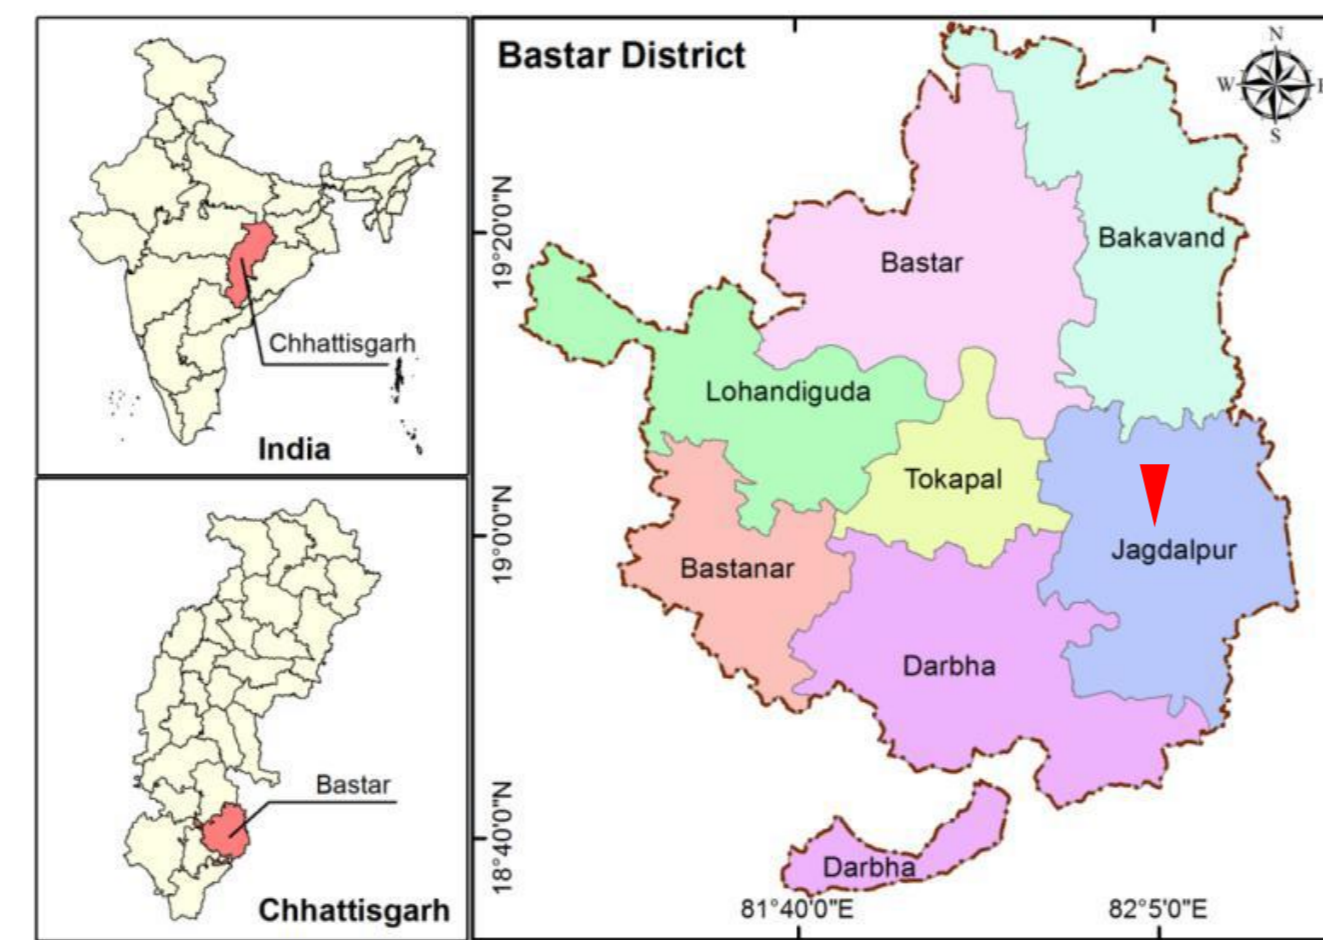 Chhattisgarh
India
Bastar
Chhattisgarh
Bastar District
N
W
E
S
19°20'0"N
19°0'0"N
18°40'0"N
Bakavand
Bastar
Lohandiguda
Tokapal
Jagdalpur
Bastanar
Darbha
Darbha
81°40'0"E
82°5'0"E